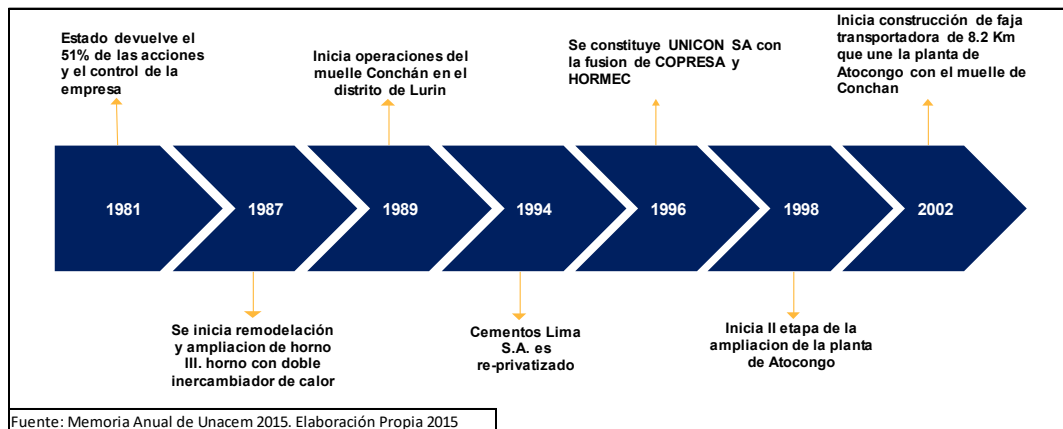 Estado devuelve el
51% de las acciones
y el control de la
empresa
Inicia operaciones del
muelle Conchán en el
distrito de Lurin
Se constituye UNICON SA con
la fusion de COPRESA y
HORMEC
Inicia construcción de faja
transportadora de 8.2 Km
que une la planta de
Atocongo con el muelle de
Conchan
1981
1987
1989
1994
1996
1998
2002
Se inicia remodelación
y ampliacion de horno
III. horno con doble
inercambiador de calor
Cementos Lima
S.A. es
re-privatizado
Inicia II etapa de la
ampliacion de la planta
de Atocongo
Fuente: Memoria Anual de Unacem 2015. Elaboración Propia 2015